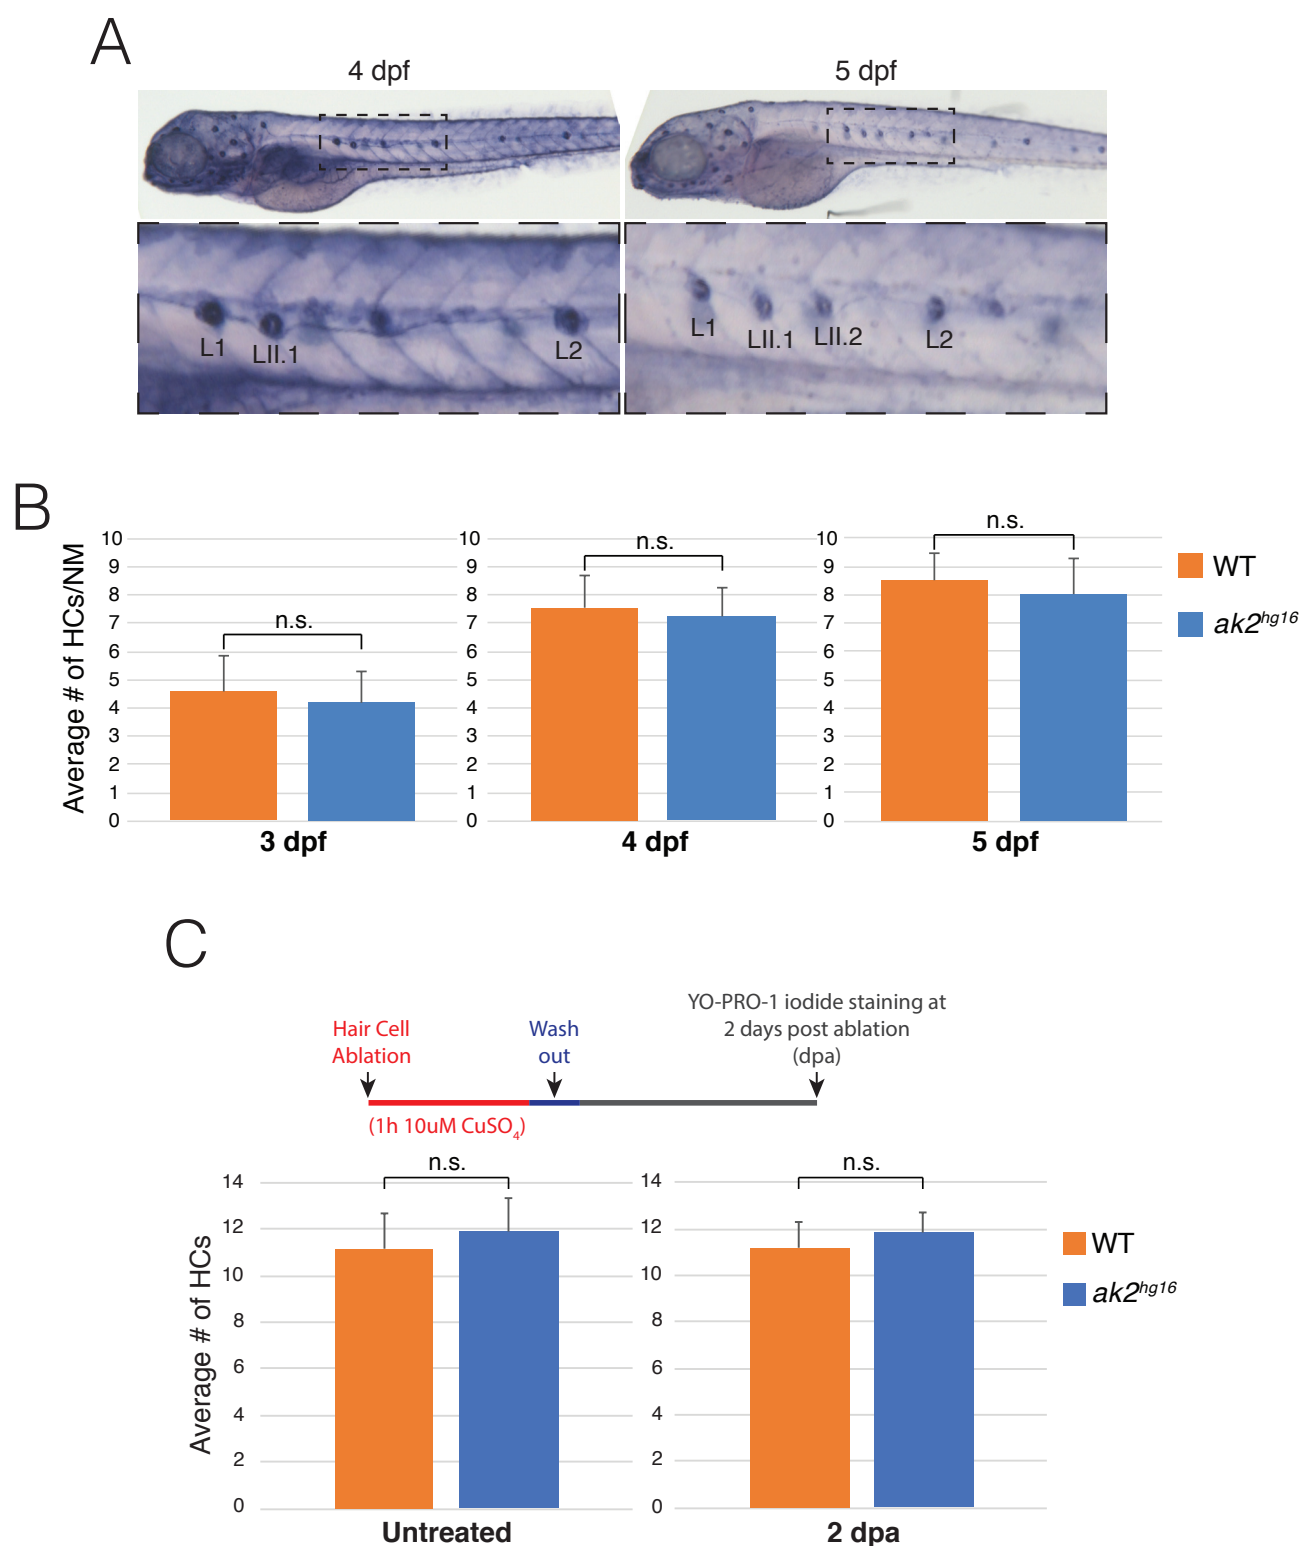 A
4 dpf
5 dpf
L1
LII.1
L2
L1
LII.1
LII.2
L2
B
Average # of HCs/NM
10
9
8
7
6
5
4
3
2
1
0
n.s.
3 dpf
10
9
8
7
6
5
4
3
2
1
0
n.s.
4 dpf
10
9
8
7
6
5
4
3
2
1
0
n.s.
5 dpf
WT
ak2hg16
C
Hair Cell
Ablation
Wash
out
YO-PRO-1 iodide staining at
2 days post ablation
(dpa)
(1h 10uM CuSO4)
Average # of HCs
14
12
10
8
6
4
2
0
n.s.
Untreated
14
12
10
8
6
4
2
0
n.s.
2 dpa
WT
ak2hg16